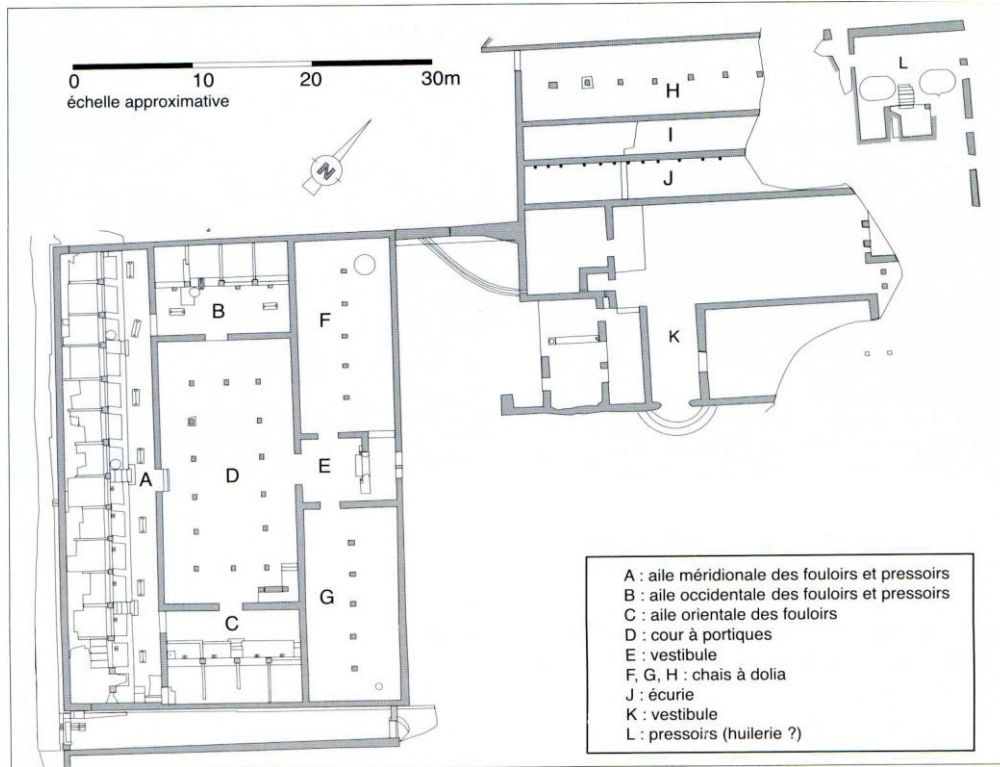 0 10 20 30m
échelle approximative
N
H
I
J
K
L
A
B
C
D
E
F
G
A : aile méridionale des fouloirs et pressoirs
B : aile occidentale des fouloirs et pressoirs
C : aile orientale des fouloirs
D : cour à portiques
E : vestibule
F, G, H : chais à dolia
J : écurie
K : vestibule
L : pressoirs (huilerie ?)